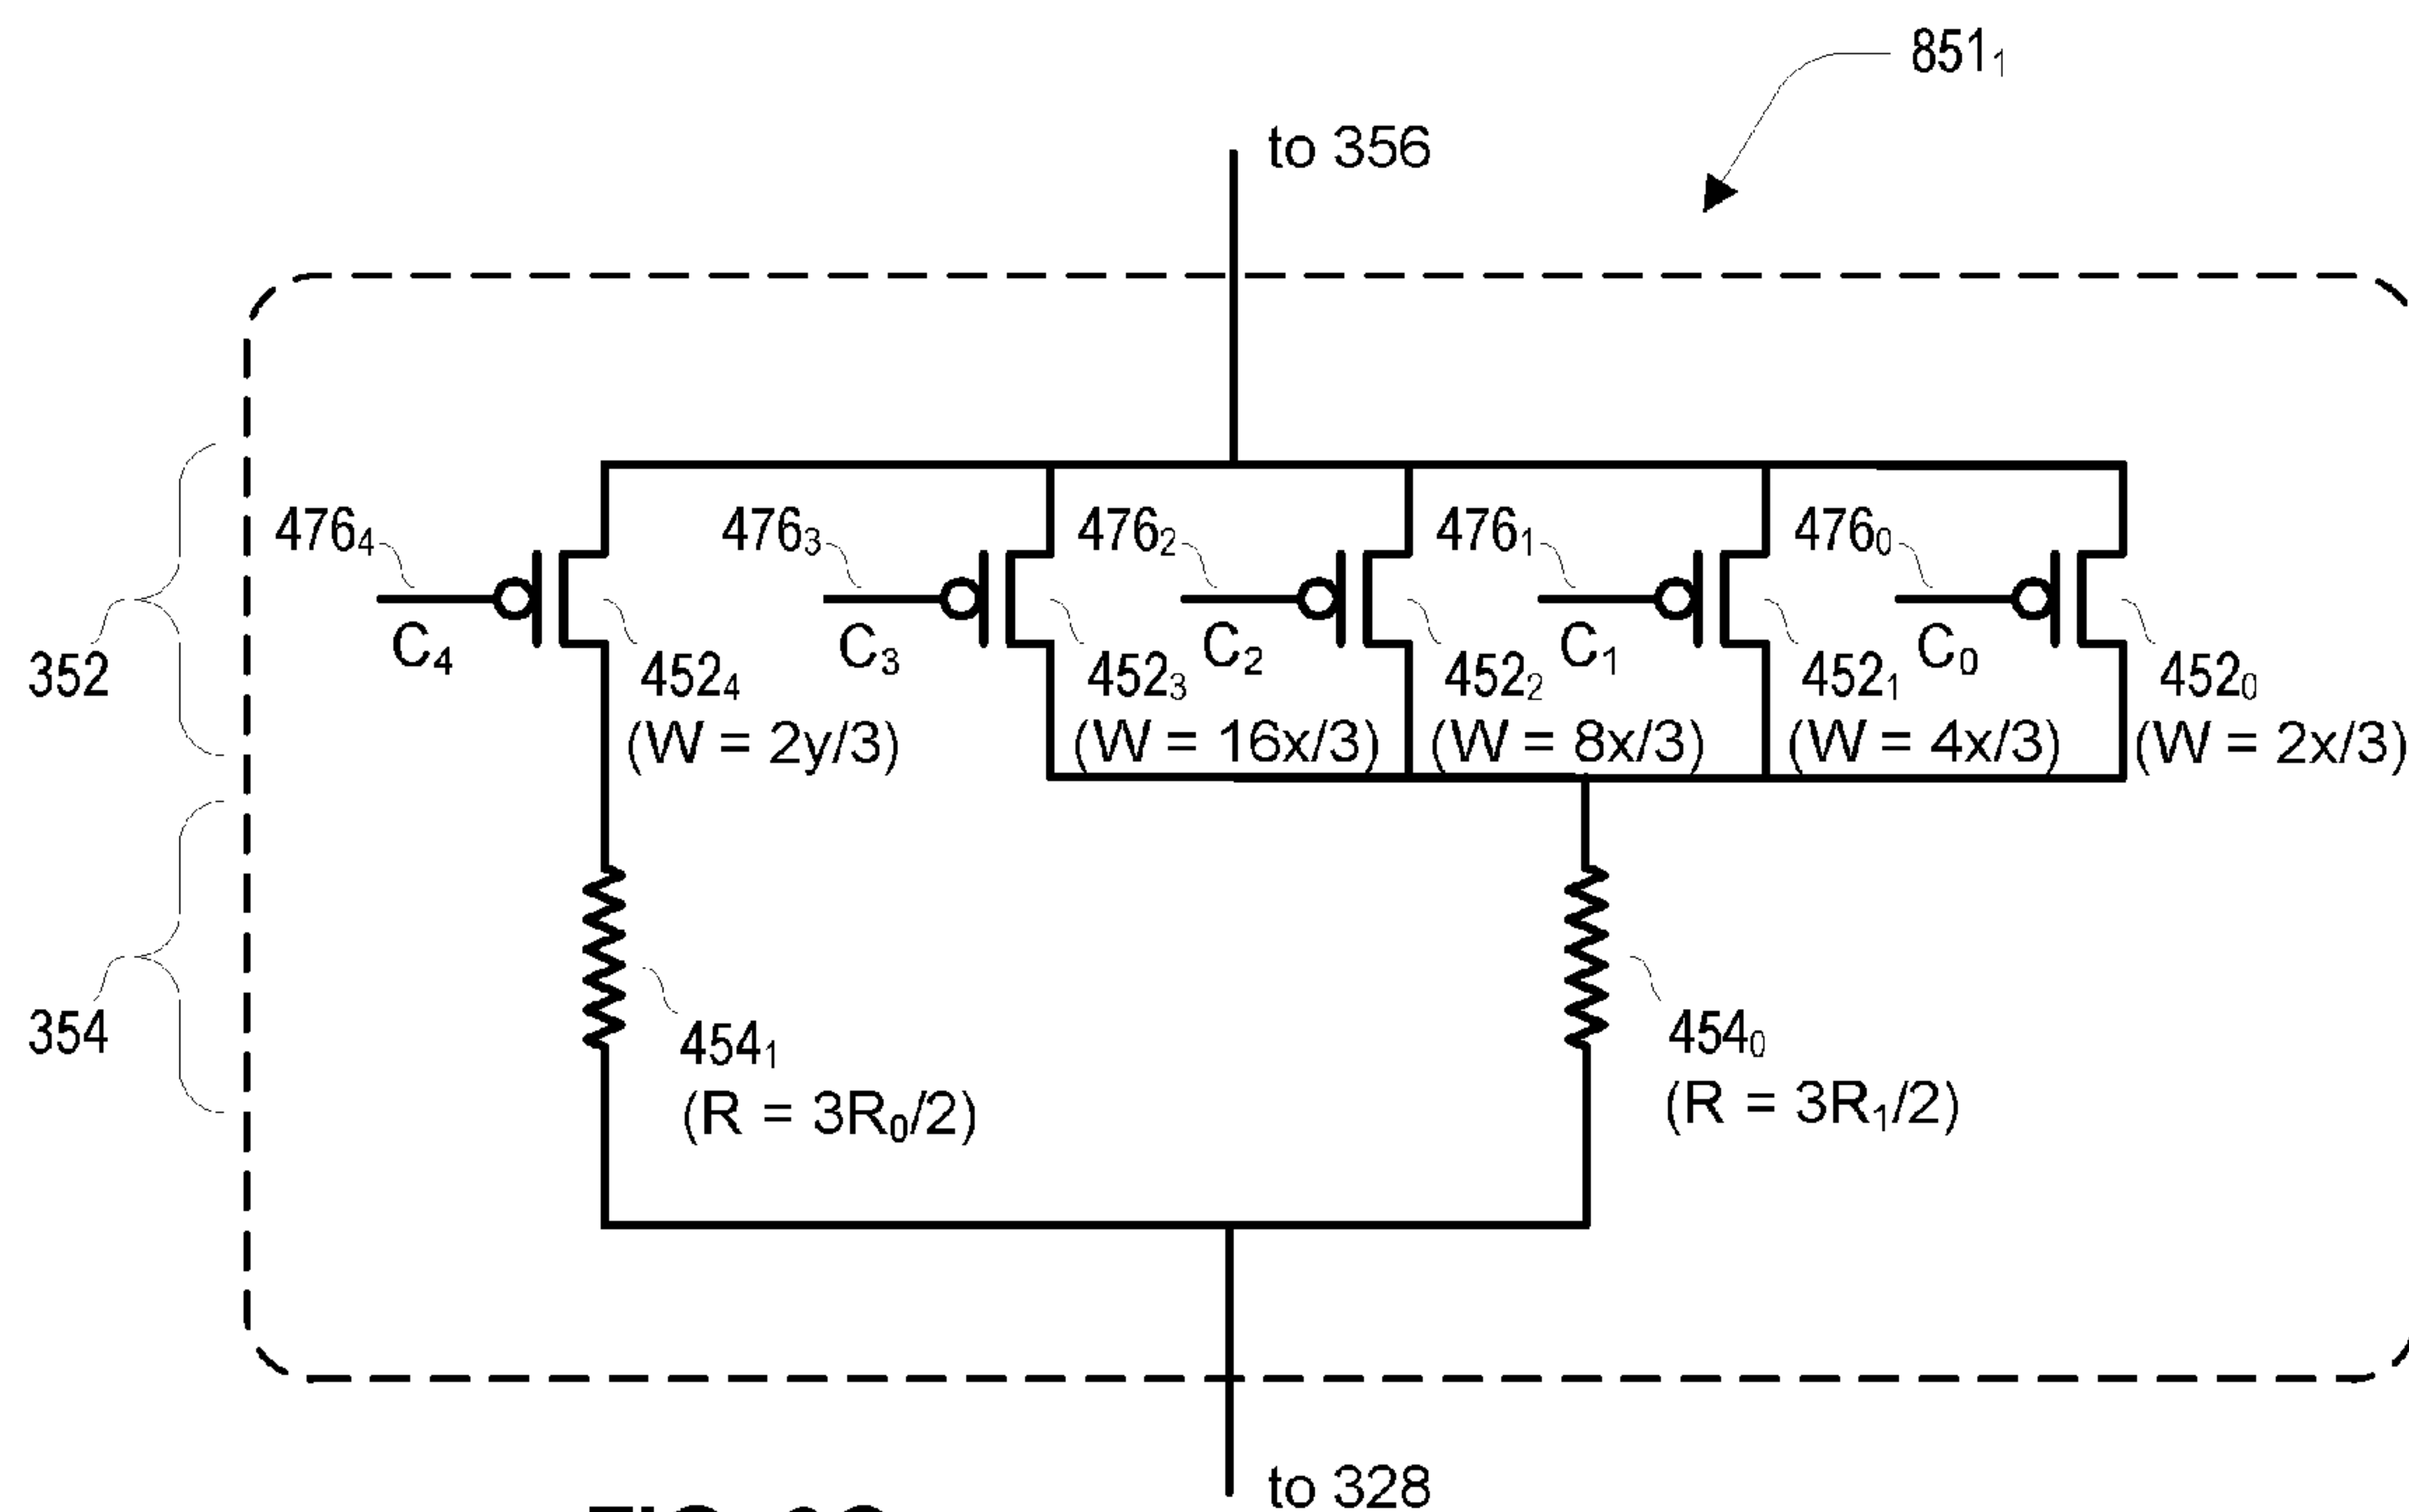 851₁
to 356
476₄ 476₃ 476₂ 476₁ 476₀
C₄ C₃ C₂ C₁ C₀
352 452₄ 452₃ 452₂ 452₁ 452₀
(W = 2y/3) (W = 16x/3) (W = 8x/3) (W = 4x/3) (W = 2x/3)
354 454₁ 454₀
(R = 3R₀/2) (R = 3R₁/2)
to 328